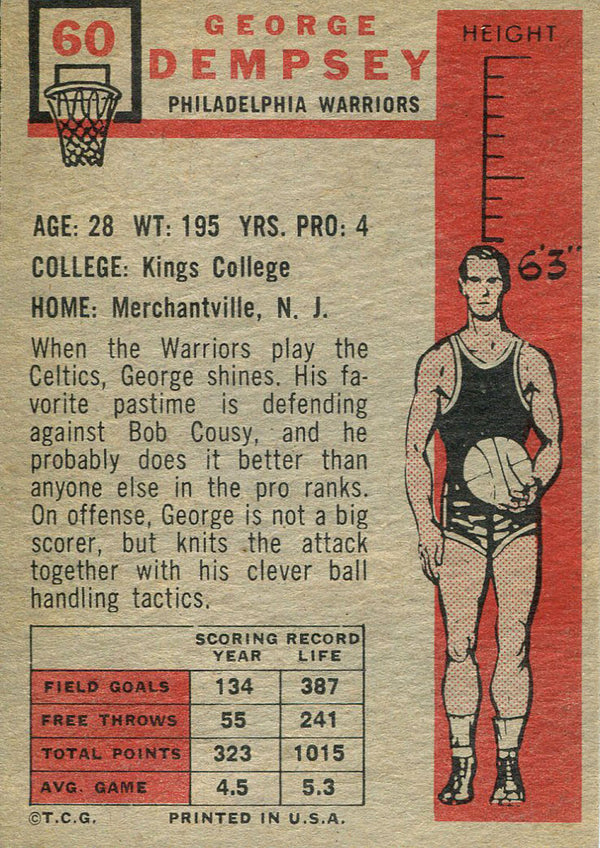 60
GEORGE
DEMPSEY
PHILADELPHIA WARRIORS
HEIGHT
6'3"
AGE: 28 WT: 195 YRS. PRO: 4
COLLEGE: Kings College
HOME: Merchantville, N. J.
When the Warriors play the
Celtics, George shines. His fa-
vorite pastime is defending
against Bob Cousy, and he
probably does it better than
anyone else in the pro ranks.
On offense, George is not a big
scorer, but knits the attack
together with his clever ball
handling tactics.
SCORING RECORD
YEAR LIFE
FIELD GOALS 134 387
FREE THROWS 55 241
TOTAL POINTS 323 1015
AVG. GAME 4.5 5.3
©T.C.G. PRINTED IN U.S.A.